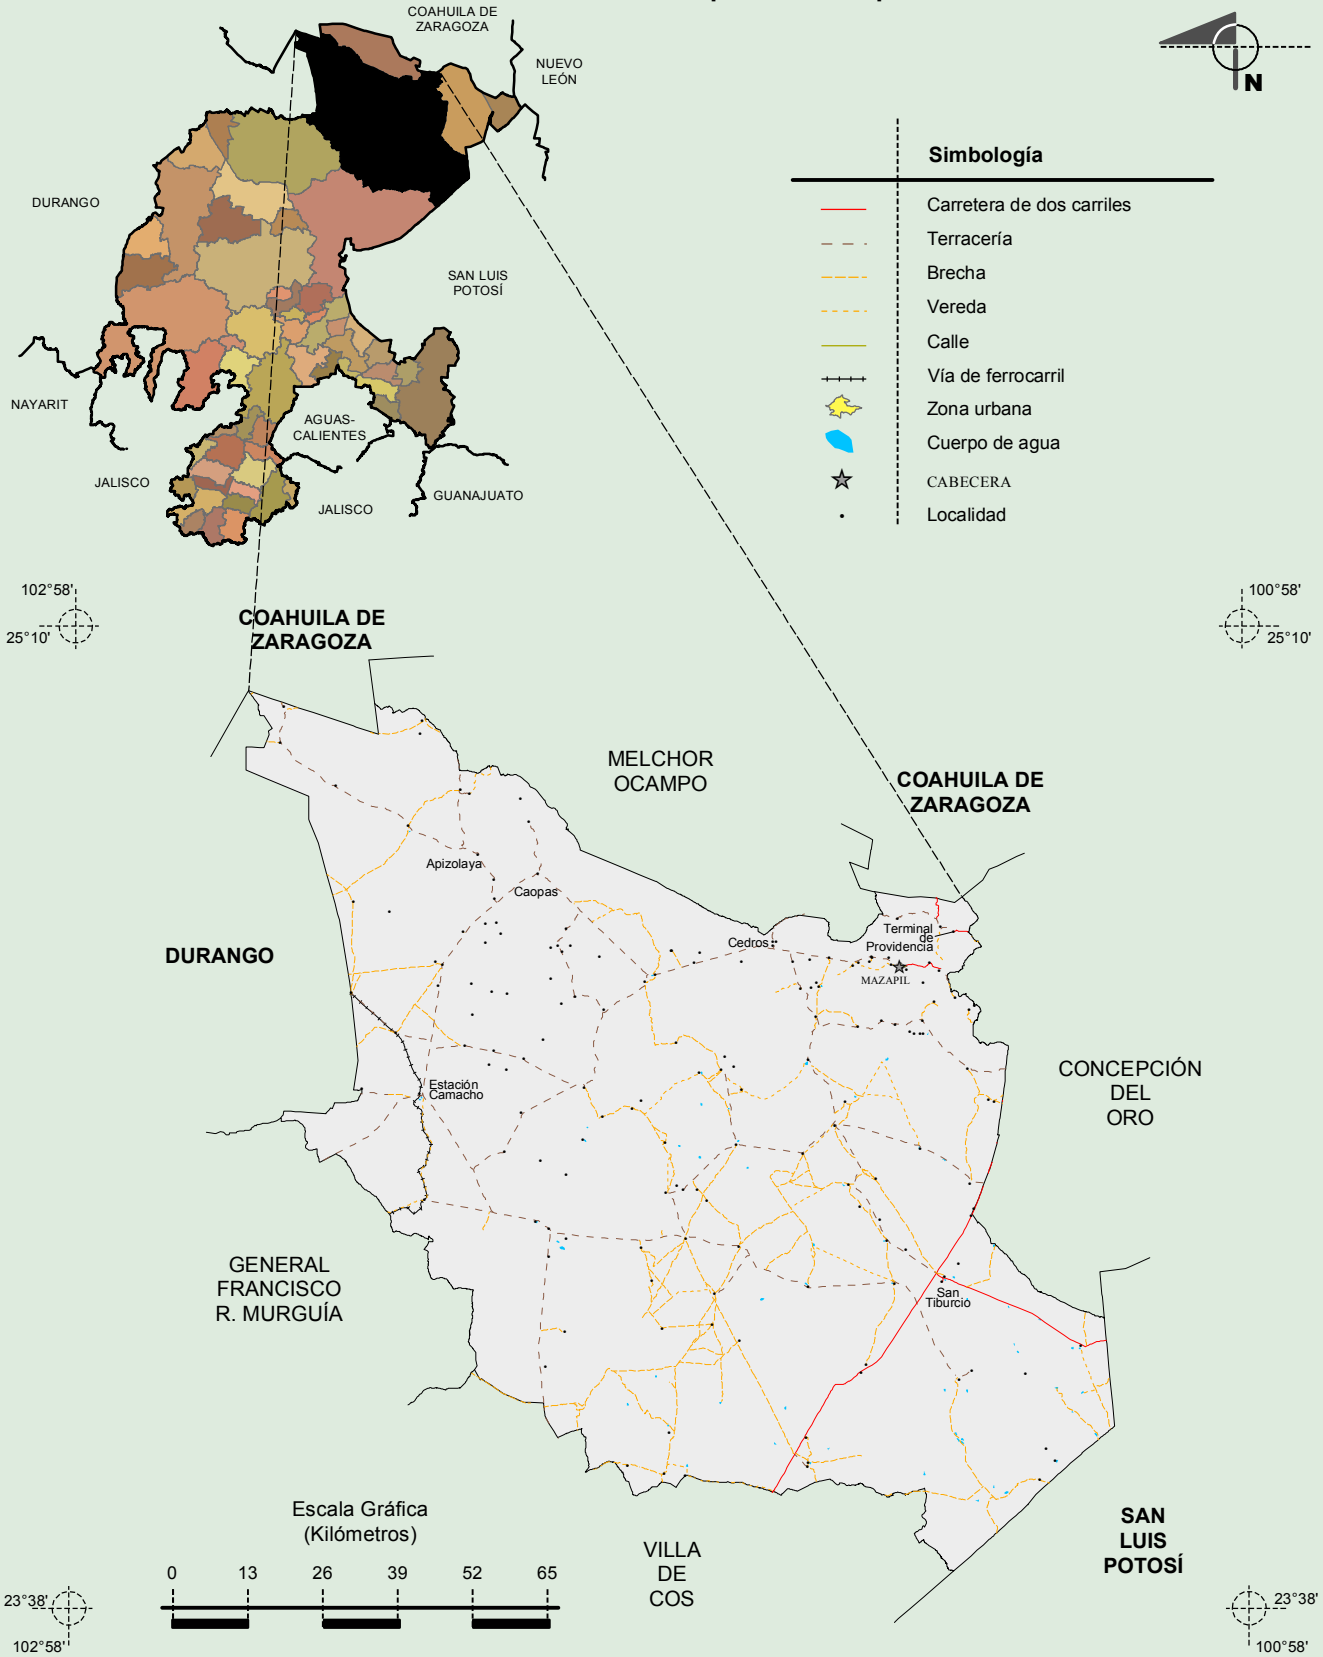 COAHUILA DE
ZARAGOZA
NUEVO
LEÓN
N
DURANGO
SAN LUIS
POTOSÍ
NAYARIT
AGUAS-
CALIENTES
JALISCO
JALISCO
GUANAJUATO
Simbología
Carretera de dos carriles
Terracería
Brecha
Vereda
Calle
Vía de ferrocarril
Zona urbana
Cuerpo de agua
CABECERA
Localidad
102°58'
25°10'
100°58'
25°10'
COAHUILA DE
ZARAGOZA
MELCHOR
OCAMPO
COAHUILA DE
ZARAGOZA
Apizolaya
Caopas
Cedros
Terminal
de
Providencia
MAZAPIL
DURANGO
Estación
Camacho
CONCEPCIÓN
DEL
ORO
GENERAL
FRANCISCO
R. MURGUÍA
San
Tiburcio
Escala Gráfica
(Kilómetros)
0 13 26 39 52 65
VILLA
DE
COS
SAN
LUIS
POTOSÍ
23°38'
102°58'
23°38'
100°58'